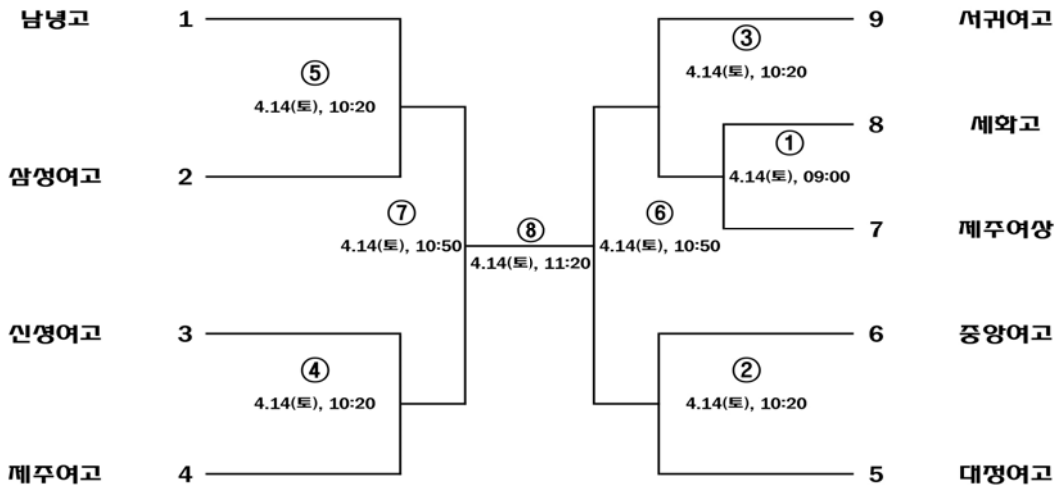 남녕고 1
⑤
4.14(토), 10:20
삼성여고 2
⑦
4.14(토), 10:50
⑧
4.14(토), 11:20
신성여고 3
④
4.14(토), 10:20
제주여고 4
9 서귀여고
③
4.14(토), 10:20
8 세화고
①
4.14(토), 09:00
7 제주여상
⑥
4.14(토), 10:50
6 중앙여고
②
4.14(토), 10:20
5 대정여고